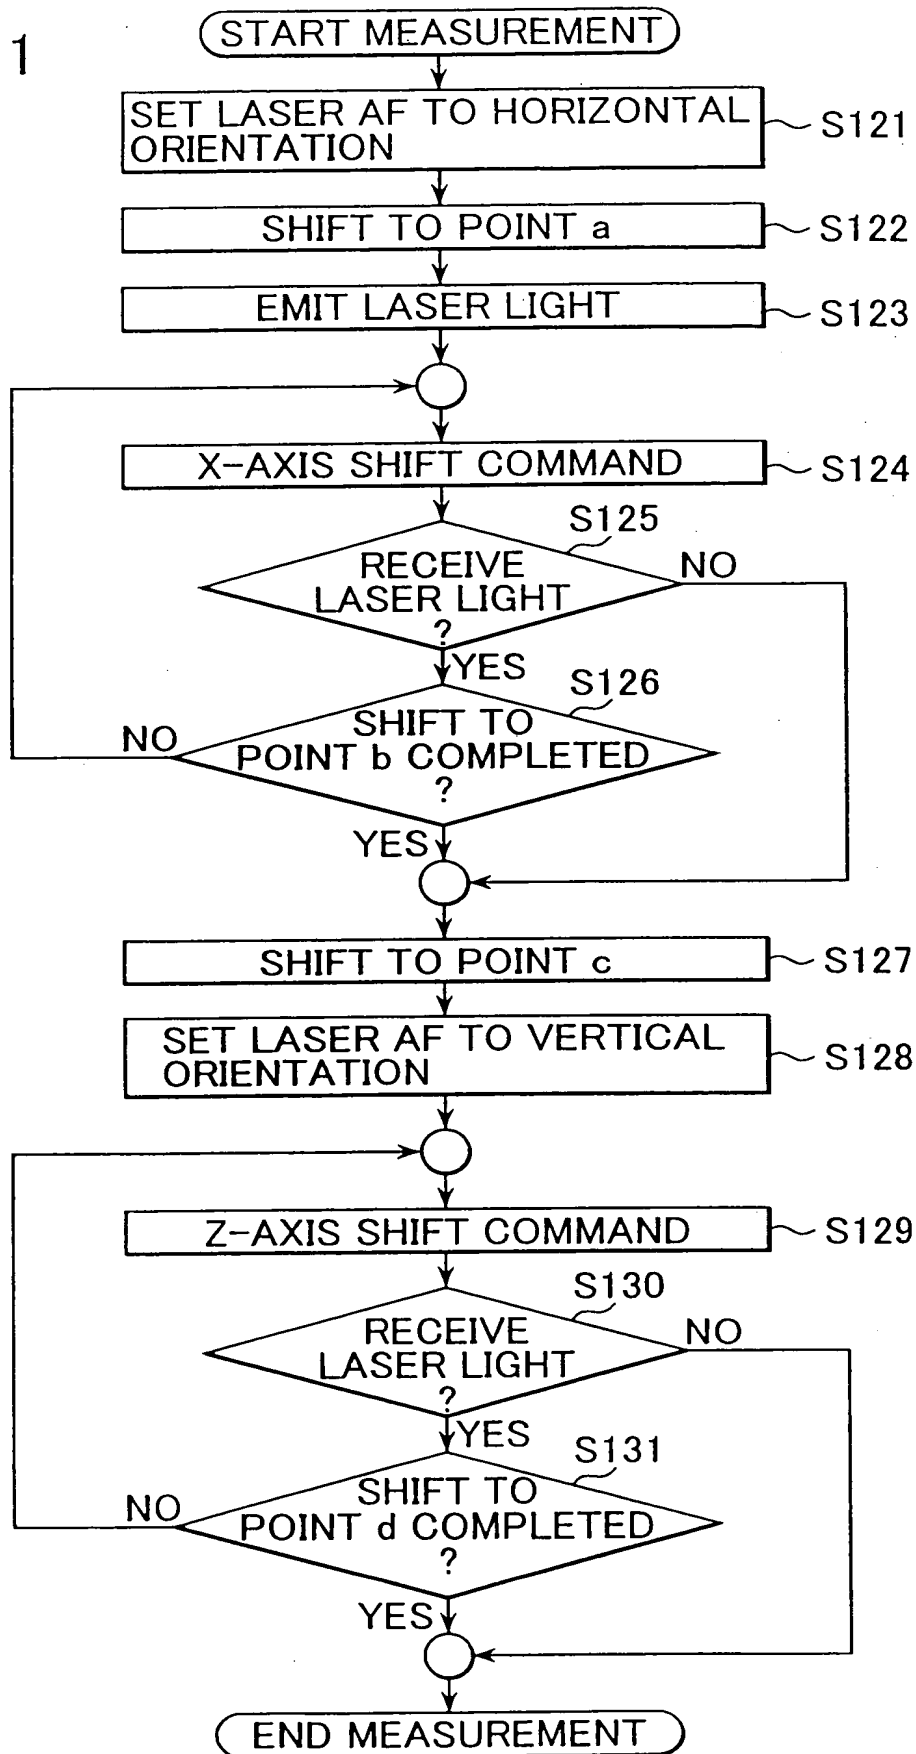 1
START MEASUREMENT
SET LASER AF TO HORIZONTAL
ORIENTATION
S121
SHIFT TO POINT a
S122
EMIT LASER LIGHT
S123
X-AXIS SHIFT COMMAND
S124
S125
RECEIVE
LASER LIGHT
?
NO
YES
S126
SHIFT TO
POINT b COMPLETED
?
NO
YES
SHIFT TO POINT c
S127
SET LASER AF TO VERTICAL
ORIENTATION
S128
Z-AXIS SHIFT COMMAND
S129
S130
RECEIVE
LASER LIGHT
?
NO
YES
S131
SHIFT TO
POINT d COMPLETED
?
NO
YES
END MEASUREMENT